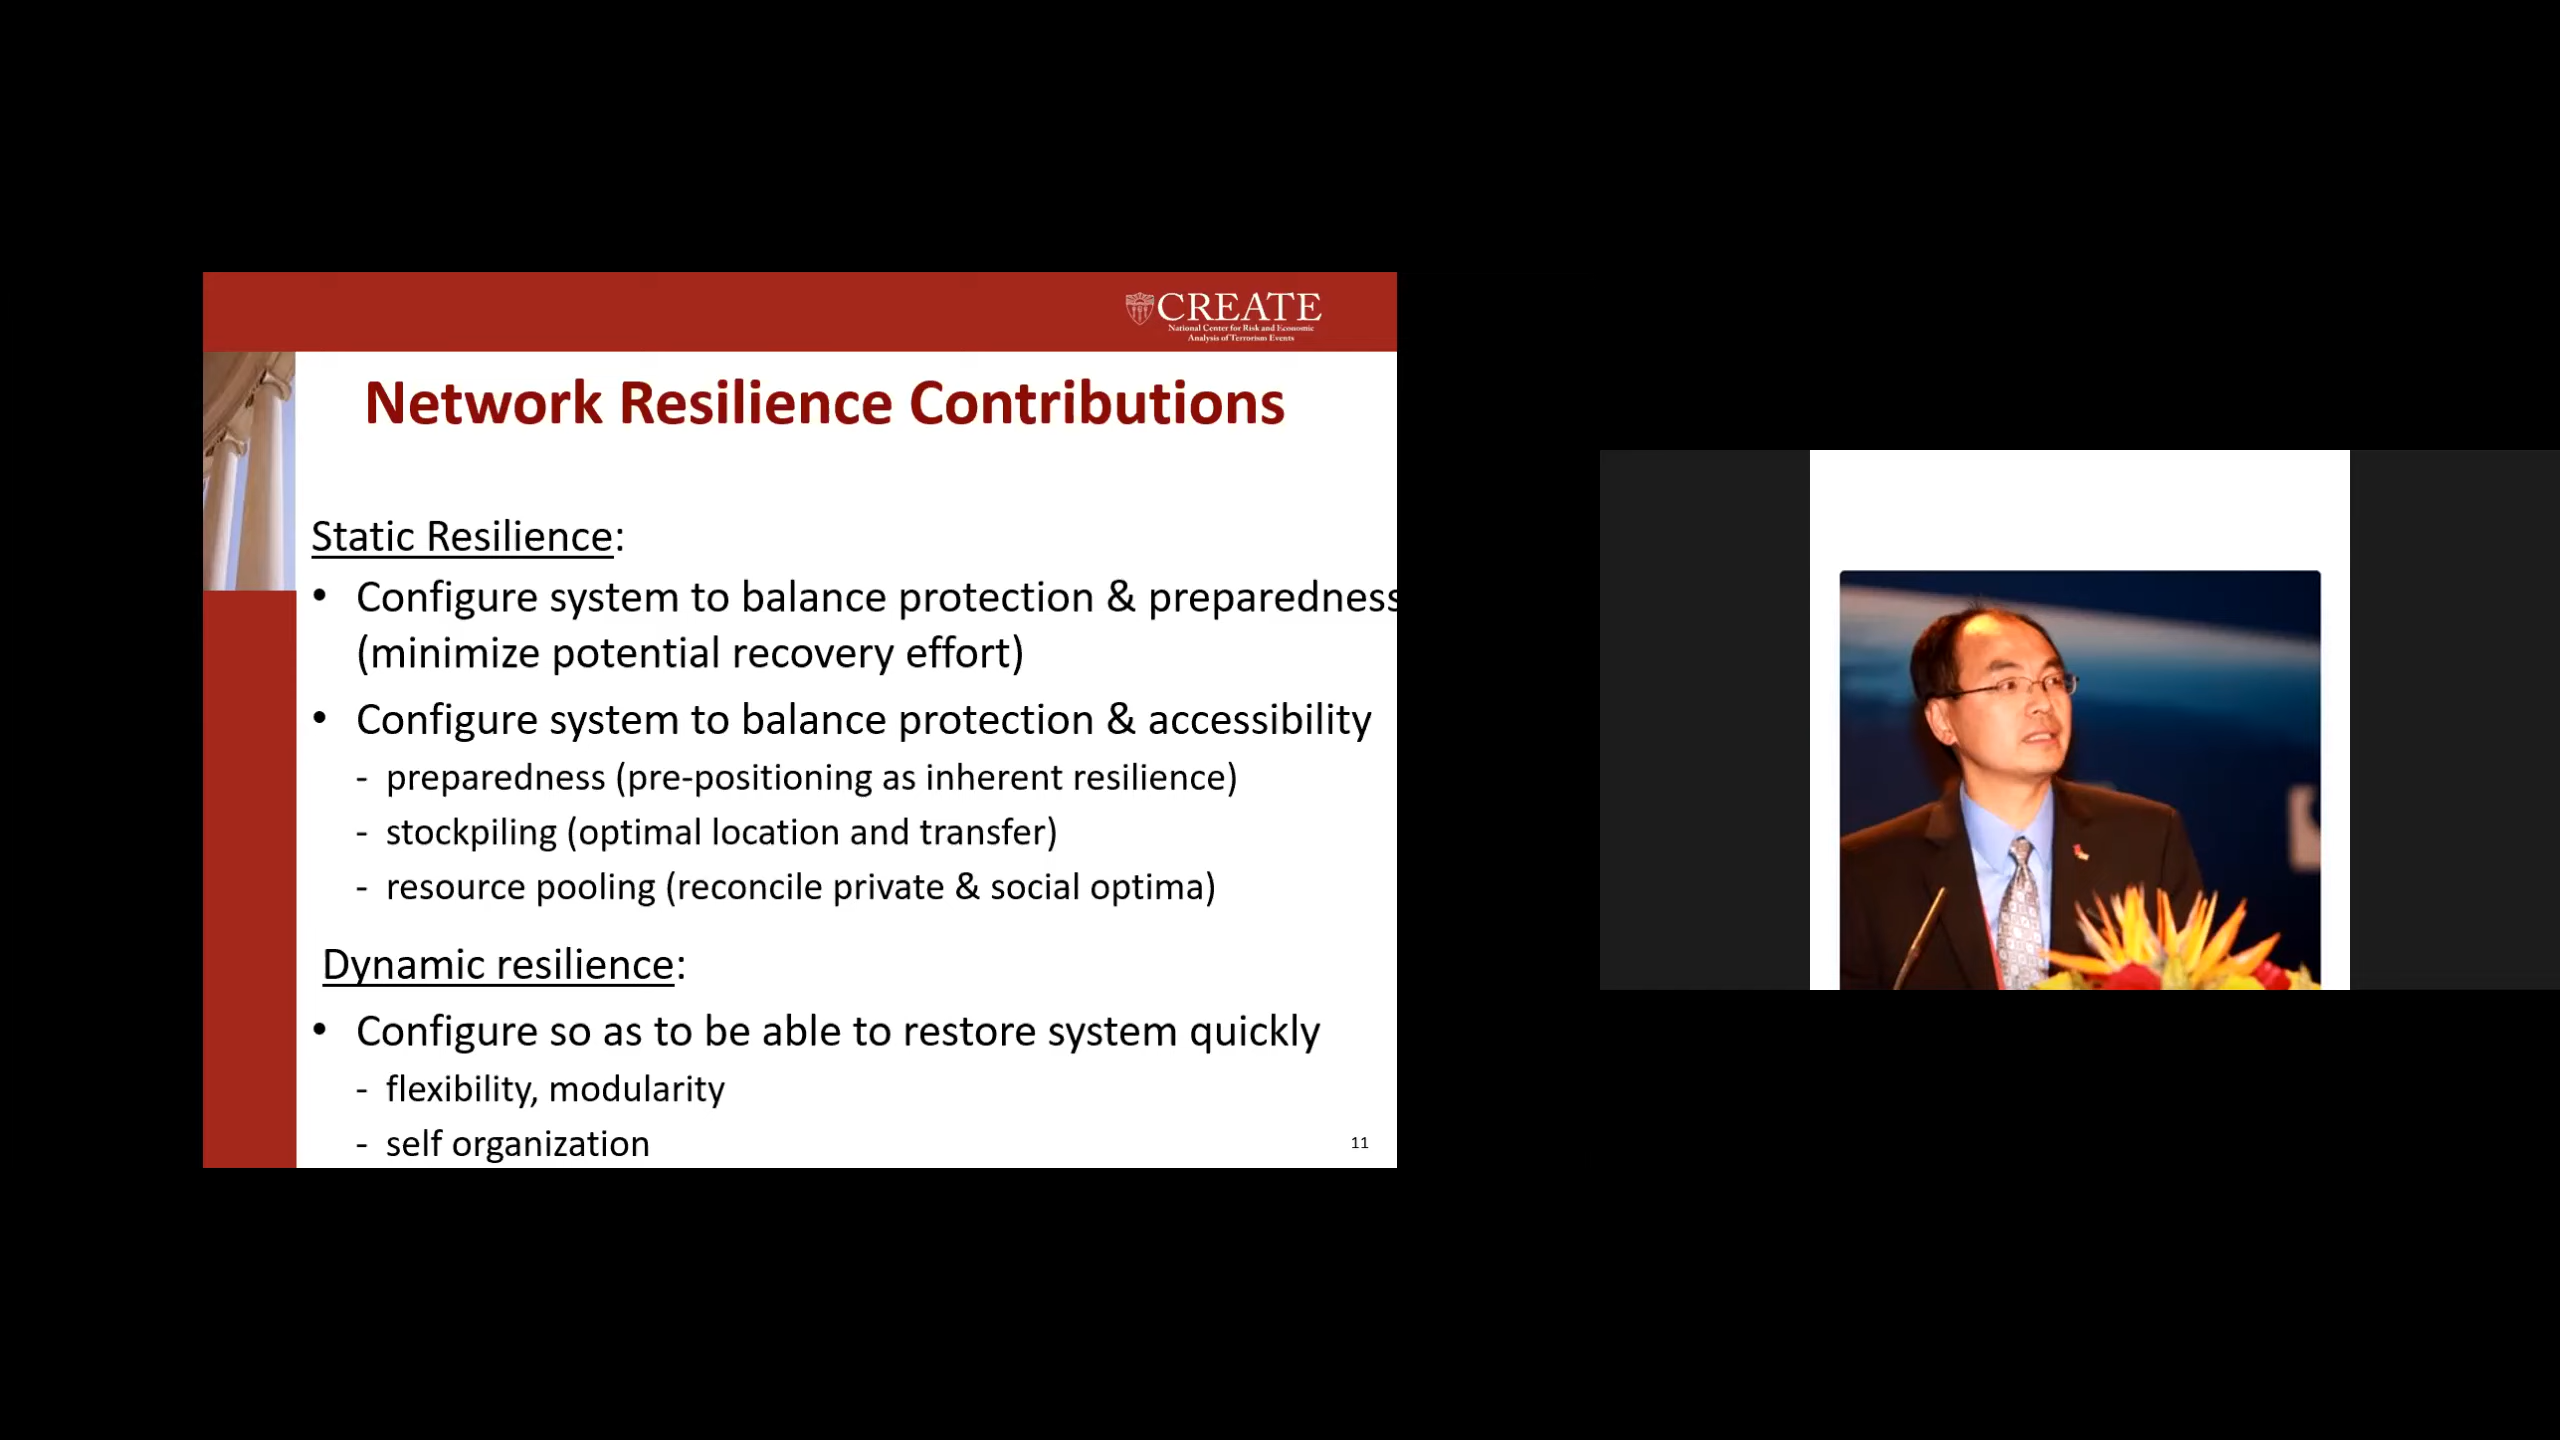 CREATE
National Center for Risk and Economic
Analysis of Terrorism Events
Network Resilience Contributions
Static Resilience:
• Configure system to balance protection & preparedness
(minimize potential recovery effort)
• Configure system to balance protection & accessibility
- preparedness (pre-positioning as inherent resilience)
- stockpiling (optimal location and transfer)
- resource pooling (reconcile private & social optima)
Dynamic resilience:
• Configure so as to be able to restore system quickly
- flexibility, modularity
- self organization
11